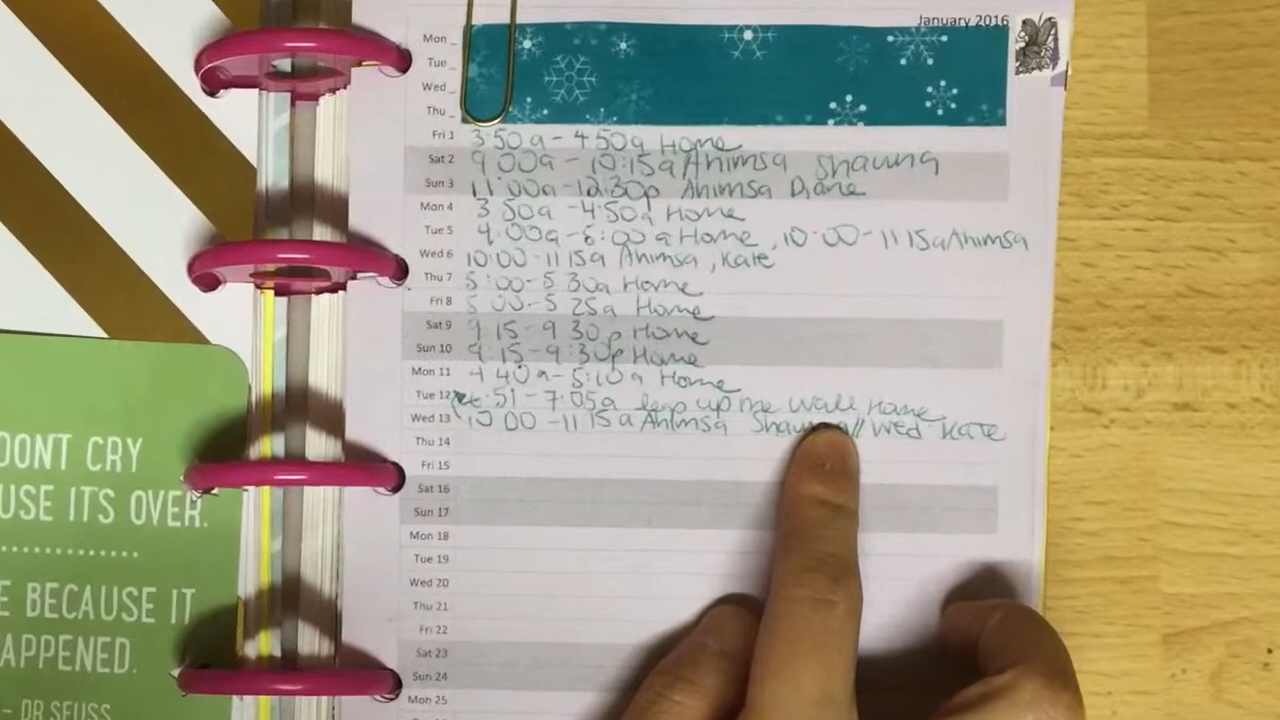 January 2016
Mon
Tue
Wed
Thu
Fri 1 3:50a - 4:50a Home
Sat 2 9:00a - 10:15a Ahimsa Shauna
Sun 3 11:00a - 12:30p Ahimsa Diane
Mon 4 3:50a - 4:50a Home
Tue 5 9:00a - 6:00a Home, 10:00 - 11 15a Ahimsa
Wed 6 10:00 - 11 15a Ahimsa, Kate
Thu 7 5:00 - 5 30a Home
Fri 8 5 00 - 5 25a Home
Sat 9 9 15 - 9 30p Home
Sun 10 9:15 - 9:30p Home
Mon 11 4 40a - 5:10a Home
Tue 12 :51 - 7:05a legs up the wall Home
Wed 13 10 00 - 11 15a Ahimsa // Wed Kate
Thu 14
Fri 15
Sat 16
Sun 17
Mon 18
Tue 19
Wed 20
Thu 21
Fri 22
Sat 23
Sun 24
Mon 25
DONT CRY
USE ITS OVER.
E BECAUSE IT
APPENED.
- DR.SEUSS